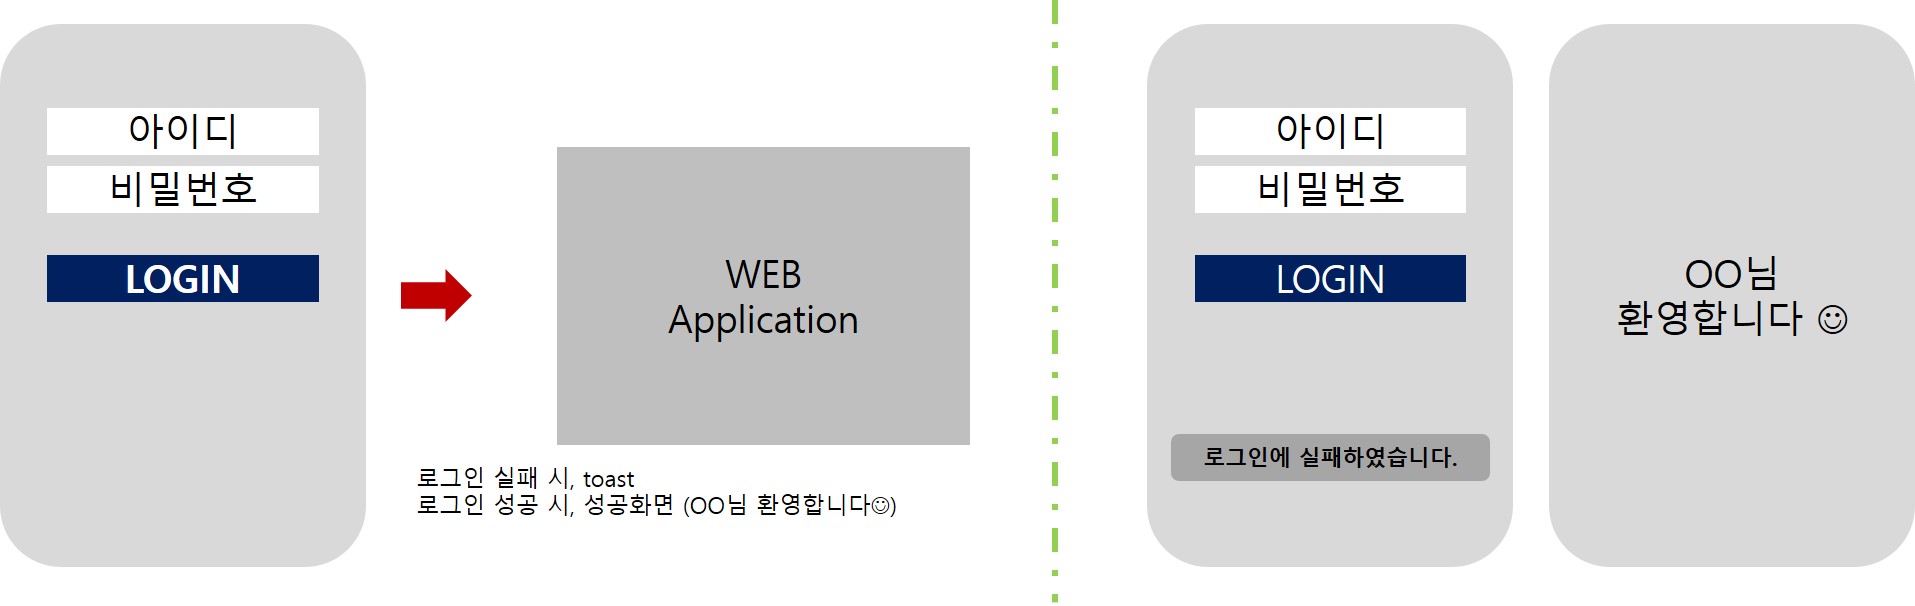 아이디
비밀번호
LOGIN
WEB
Application
로그인 실패 시, toast
로그인 성공 시, 성공화면 (OO님 환영합니다☺)
아이디
비밀번호
LOGIN
로그인에 실패하였습니다.
OO님
환영합니다 ☺